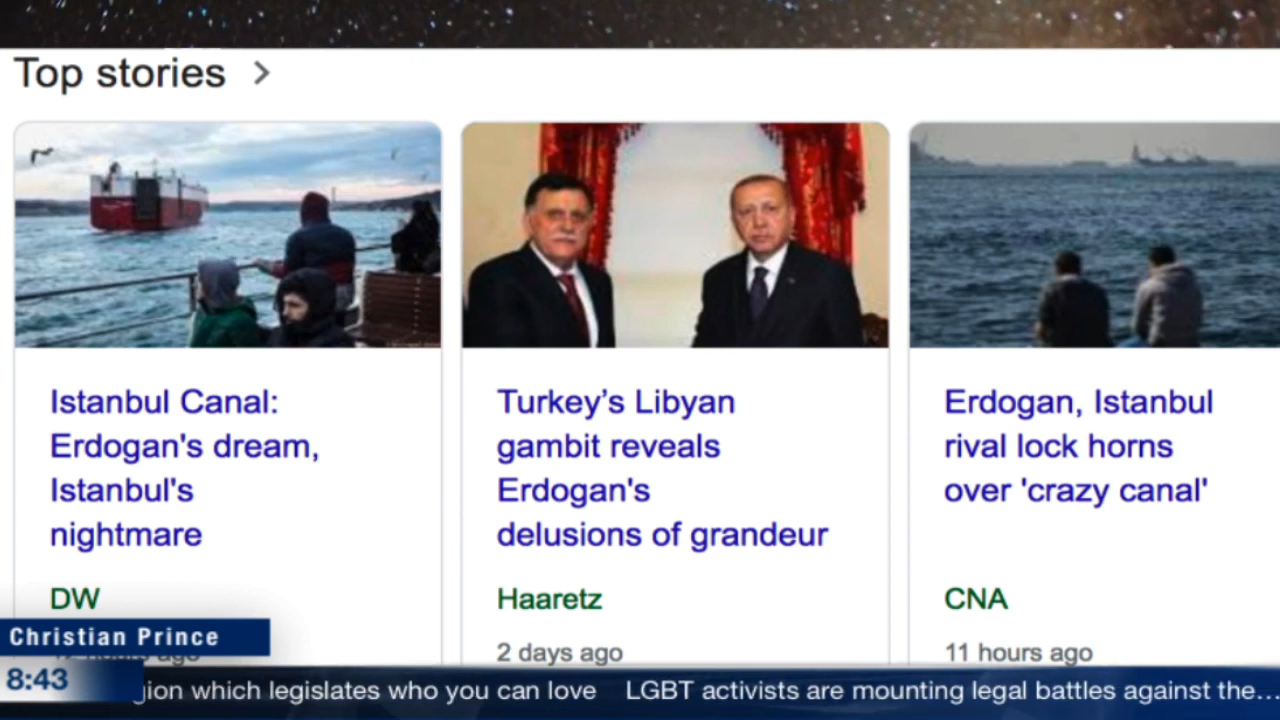 Top stories
Istanbul Canal:
Erdogan's dream,
Istanbul's
nightmare
DW
Turkey’s Libyan
gambit reveals
Erdogan's
delusions of grandeur
Haaretz
2 days ago
Erdogan, Istanbul
rival lock horns
over 'crazy canal'
CNA
11 hours ago
Christian Prince
8:43
gion which legislates who you can love LGBT activists are mounting legal battles against the...